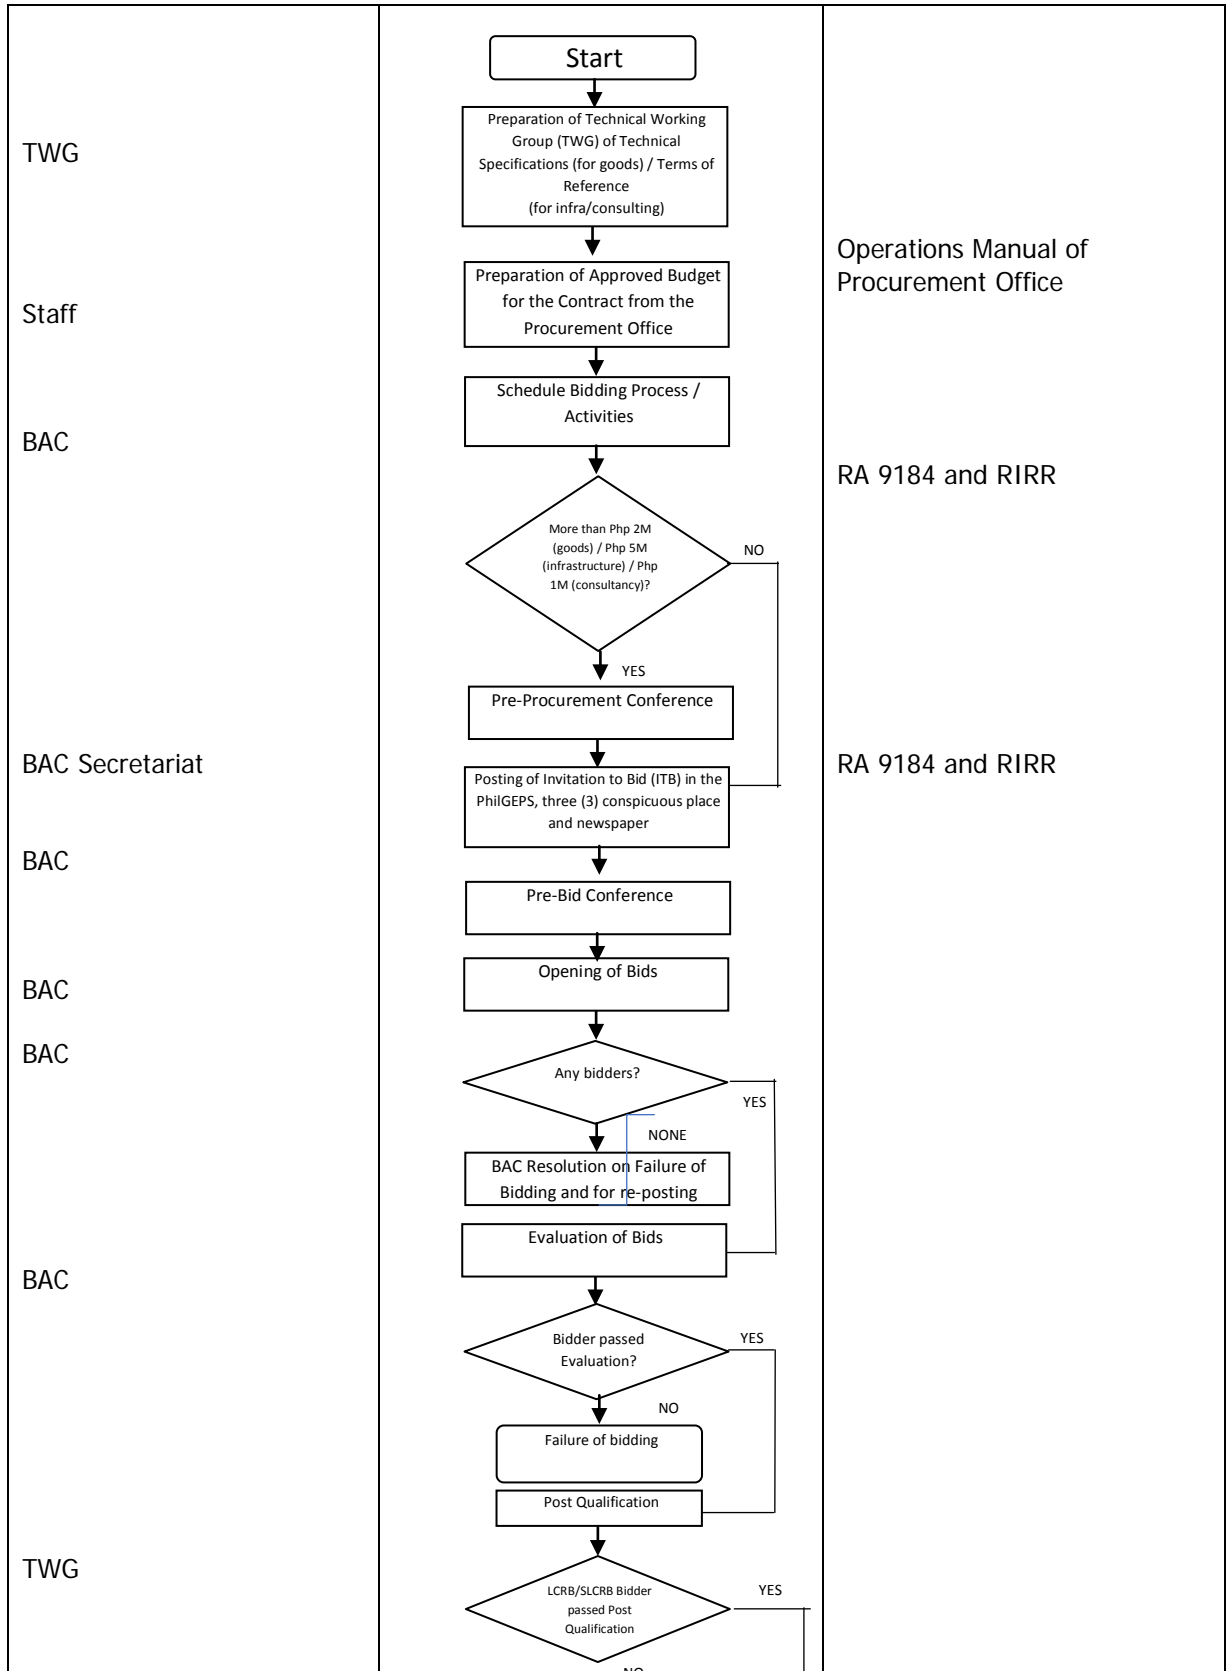 Start
Preparation of Technical Working
Group (TWG) of Technical
Specifications (for goods) / Terms of
Reference
(for infra/consulting)
TWG
Operations Manual of
Procurement Office
Preparation of Approved Budget
for the Contract from the
Procurement Office
Staff
Schedule Bidding Process /
Activities
BAC
RA 9184 and RIRR
More than Php 2M
(goods) / Php 5M
(infrastructure) / Php
1M (consultancy)?
NO
YES
Pre-Procurement Conference
BAC Secretariat
RA 9184 and RIRR
Posting of Invitation to Bid (ITB) in the
PhilGEPS, three (3) conspicuous place
and newspaper
BAC
Pre-Bid Conference
Opening of Bids
BAC
BAC
Any bidders?
YES
NONE
BAC Resolution on Failure of
Bidding and for re-posting
Evaluation of Bids
BAC
Bidder passed
Evaluation?
YES
NO
Failure of bidding
Post Qualification
TWG
LCRB/SLCRB Bidder
passed Post
Qualification
YES
NO